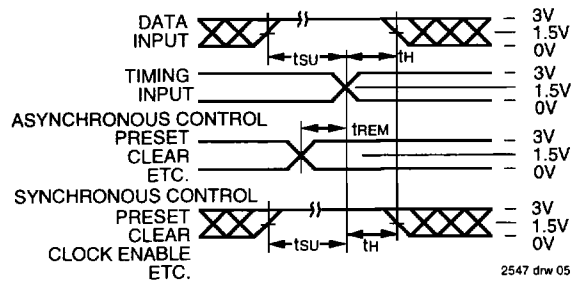 DATA
INPUT
tSU
tH
3V
1.5V
0V
TIMING
INPUT
3V
1.5V
0V
ASYNCHRONOUS CONTROL
PRESET
CLEAR
ETC.
tREM
3V
1.5V
0V
SYNCHRONOUS CONTROL
PRESET
CLEAR
CLOCK ENABLE
ETC.
tSU
tH
3V
1.5V
0V
2547 drw 05